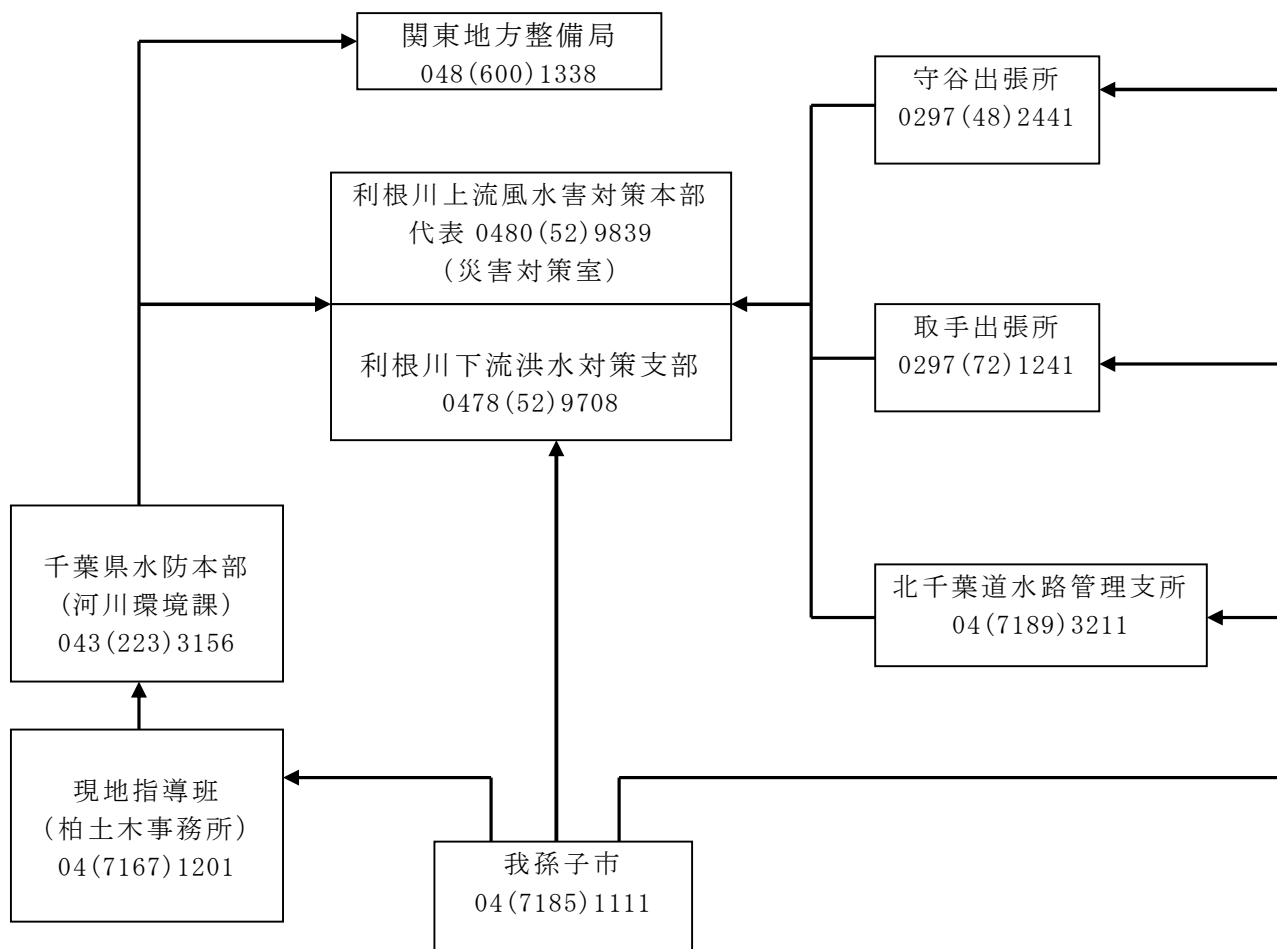 関東地方整備局
048(600)1338
守谷出張所
0297(48)2441
利根川上流風水害対策本部
代表 0480(52)9839
(災害対策室)
利根川下流洪水対策支部
0478(52)9708
取手出張所
0297(72)1241
千葉県水防本部
(河川環境課)
043(223)3156
北千葉導水路管理支所
04(7189)3211
現地指導班
(柏土木事務所)
04(7167)1201
我孫子市
04(7185)1111